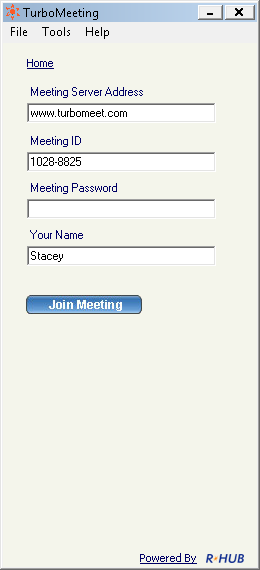 TurboMeeting
File Tools Help
Home
Meeting Server Address
www.turbomeet.com
Meeting ID
1028-8825
Meeting Password
Your Name
Stacey
Join Meeting
Powered By R-HUB